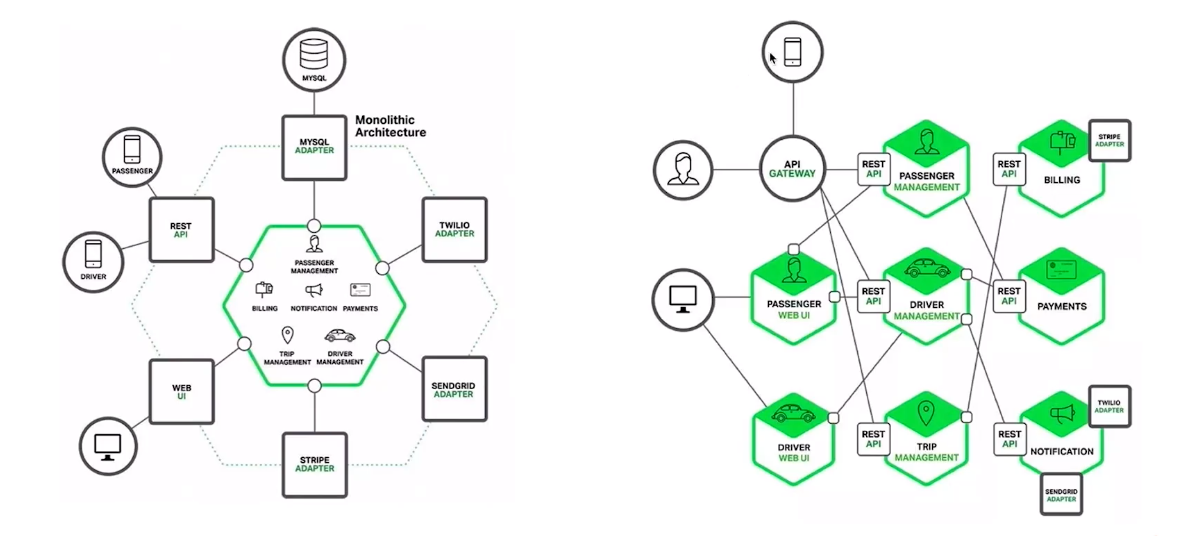 MYSQL
Monolithic
Architecture
MYSQL
ADAPTER
PASSENGER
REST
API
TWILIO
ADAPTER
DRIVER
PASSENGER
MANAGEMENT
BILLING
NOTIFICATION
PAYMENTS
TRIP
MANAGEMENT
DRIVER
MANAGEMENT
WEB
UI
SENDGRID
ADAPTER
STRIPE
ADAPTER
API
GATEWAY
REST
API
PASSENGER
MANAGEMENT
REST
API
BILLING
STRIPE
ADAPTER
PASSENGER
WEB UI
REST
API
DRIVER
MANAGEMENT
REST
API
PAYMENTS
DRIVER
WEB UI
REST
API
TRIP
MANAGEMENT
REST
API
NOTIFICATION
TWILIO
ADAPTER
SENDGRID
ADAPTER